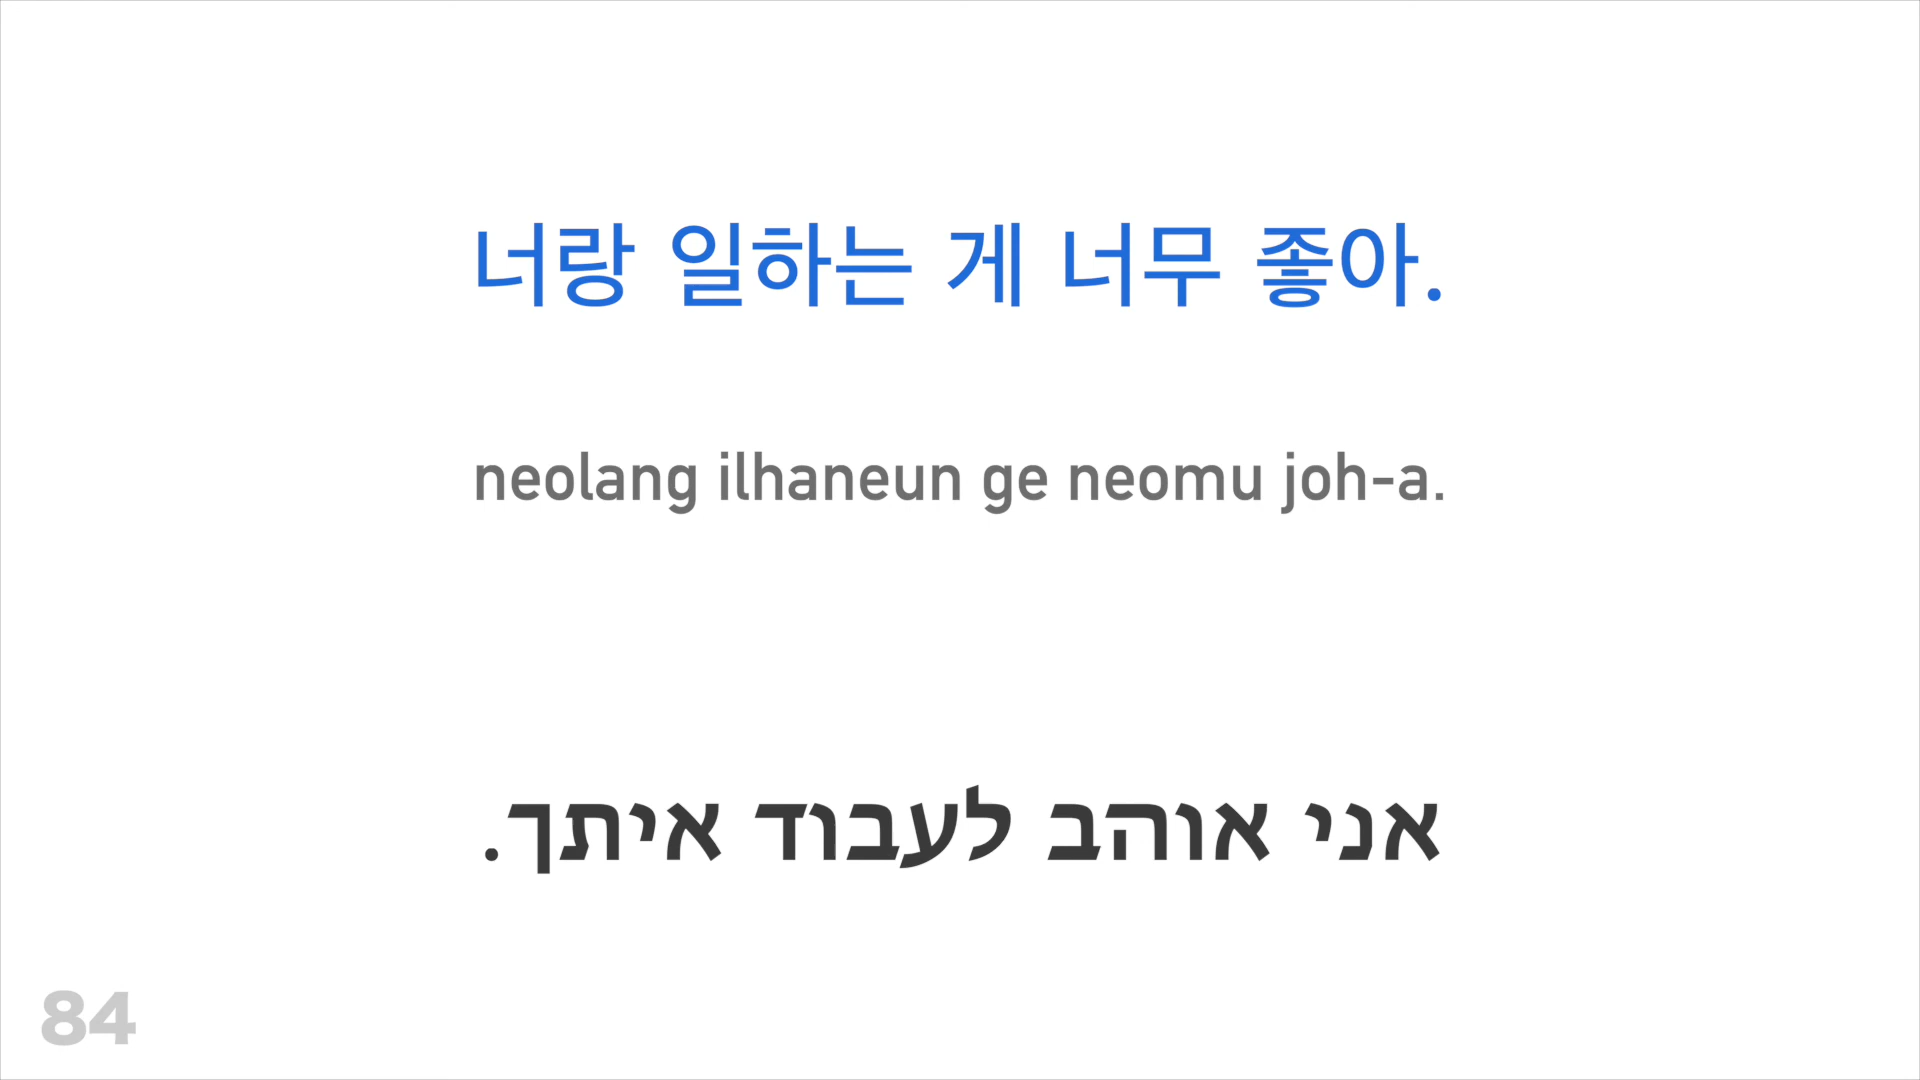 너랑 일하는 게 너무 좋아.
neolang ilhaneun ge neomu joh-a.
אני אוהב לעבוד איתך.
84